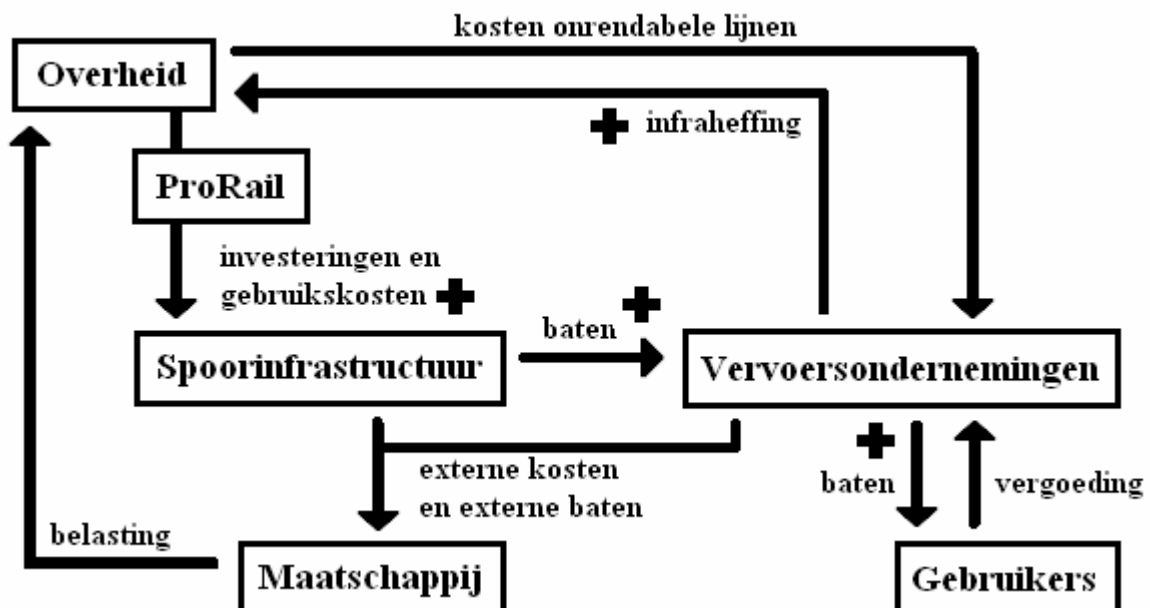 kosten onrendabele lijnen
Overheid
infraheffing
ProRail
investeringen en
gebruikskosten
baten
Spoorinfrastructuur
Vervoersondernemingen
externe kosten
en externe baten
baten
vergoeding
belasting
Maatschappij
Gebruikers